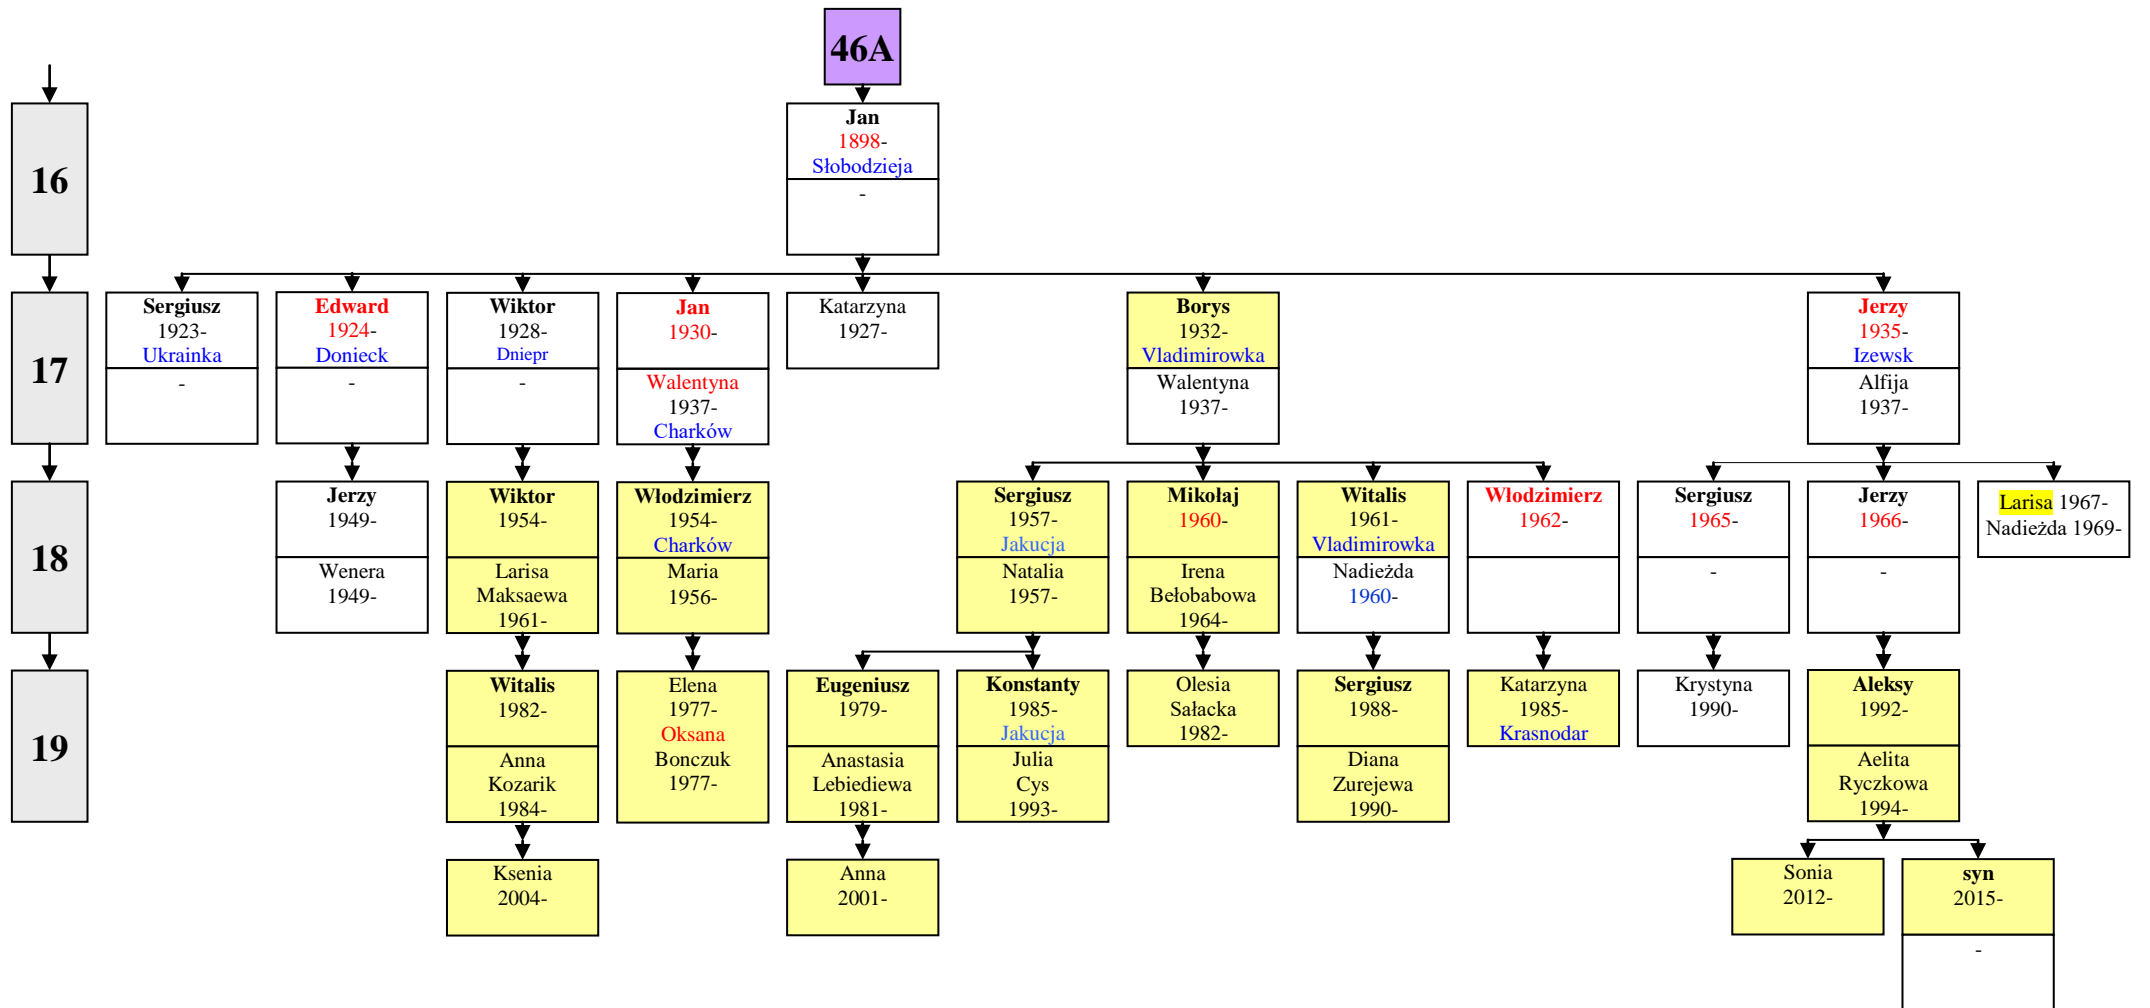 46A
16
Jan
1898-
Słobodzieja
-
17
Sergiusz
1923-
Ukrainka
-
Edward
1924-
Donieck
-
Wiktor
1928-
Dniepr
-
Jan
1930-
Walentyna
1937-
Charków
Katarzyna
1927-
Borys
1932-
Vladimirowka
Walentyna
1937-
Jerzy
1935-
Izewsk
Alfija
1937-
18
Jerzy
1949-
Wenera
1949-
Wiktor
1954-
Larisa
Maksaewa
1961-
Włodzimierz
1954-
Charków
Maria
1956-
Sergiusz
1957-
Jakucja
Natalia
1957-
Mikołaj
1960-
Irena
Bełobabowa
1964-
Witalis
1961-
Vladimirowka
Nadieżda
1960-
Włodzimierz
1962-
Sergiusz
1965-
-
Jerzy
1966-
-
Larisa 1967-
Nadieżda 1969-
19
Witalis
1982-
Anna
Kozarik
1984-
Elena
1977-
Oksana
Bonczuk
1977-
Eugeniusz
1979-
Anastasia
Lebiediewa
1981-
Konstanty
1985-
Jakucja
Julia
Cys
1993-
Olesia
Sałacka
1982-
Sergiusz
1988-
Diana
Zurejewa
1990-
Katarzyna
1985-
Krasnodar
Krystyna
1990-
Aleksy
1992-
Aelita
Ryczkowa
1994-
Ksenia
2004-
Anna
2001-
Sonia
2012-
syn
2015-
-